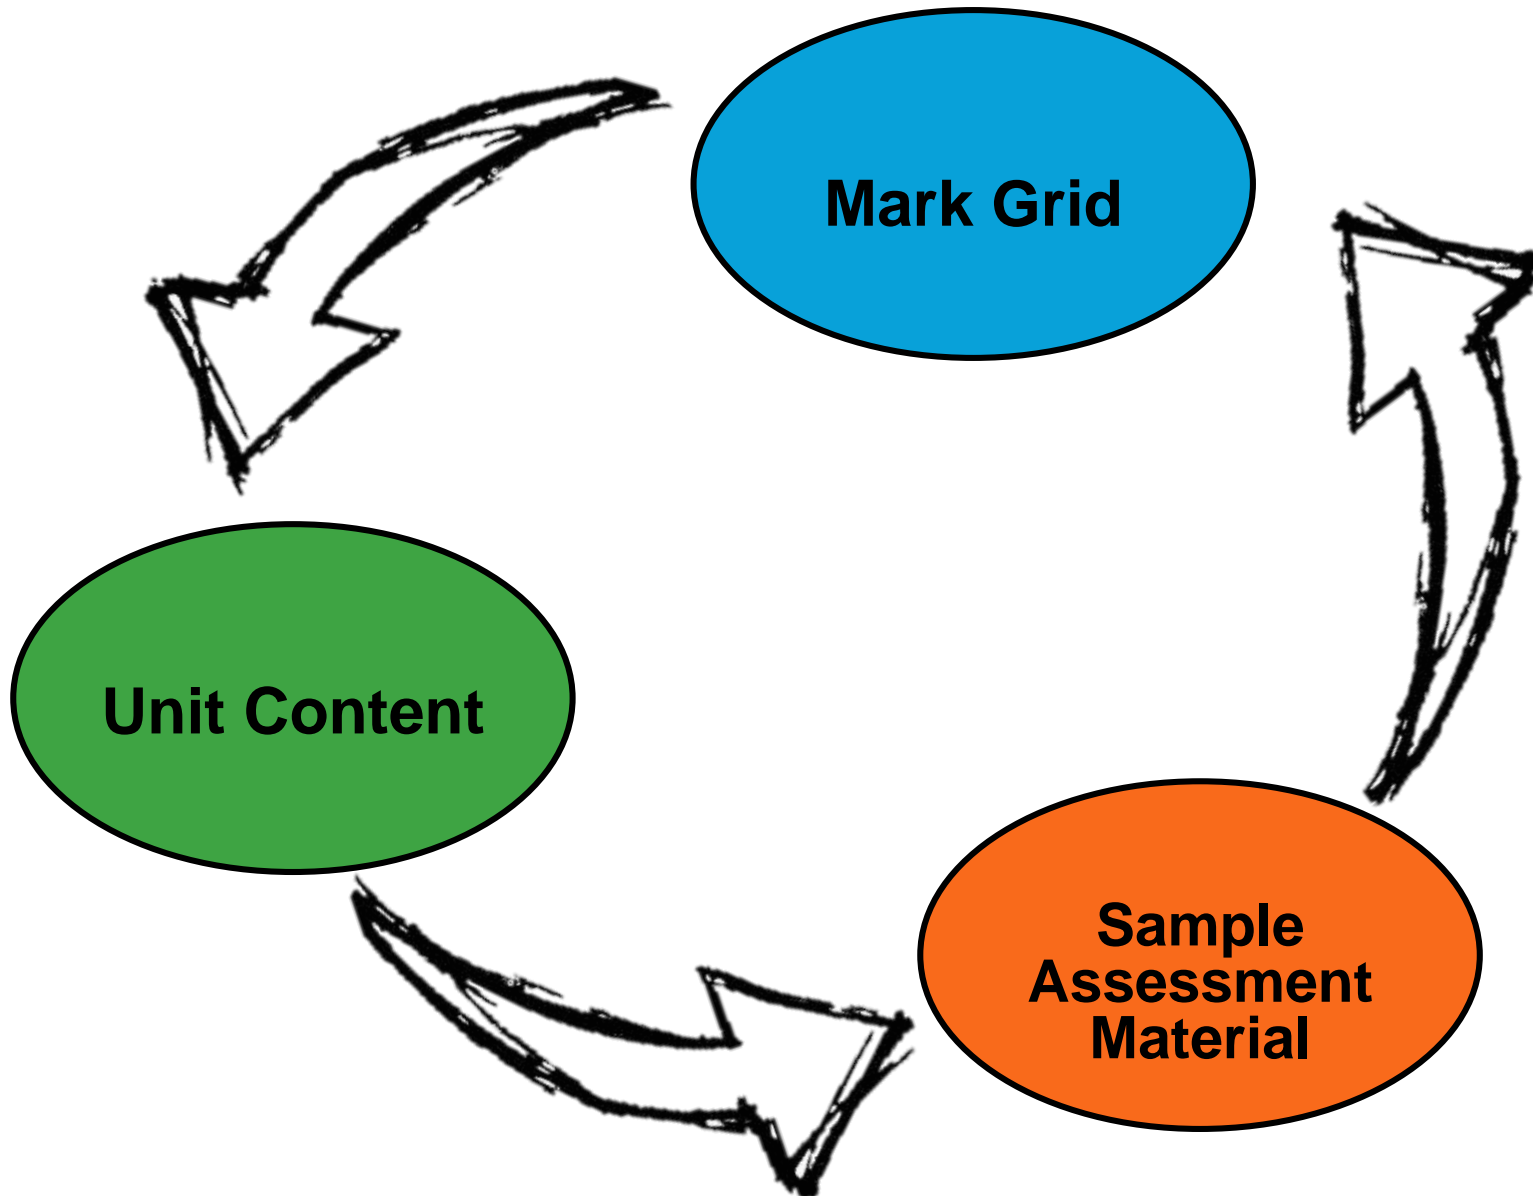 Mark Grid
Unit Content
Sample
Assessment
Material